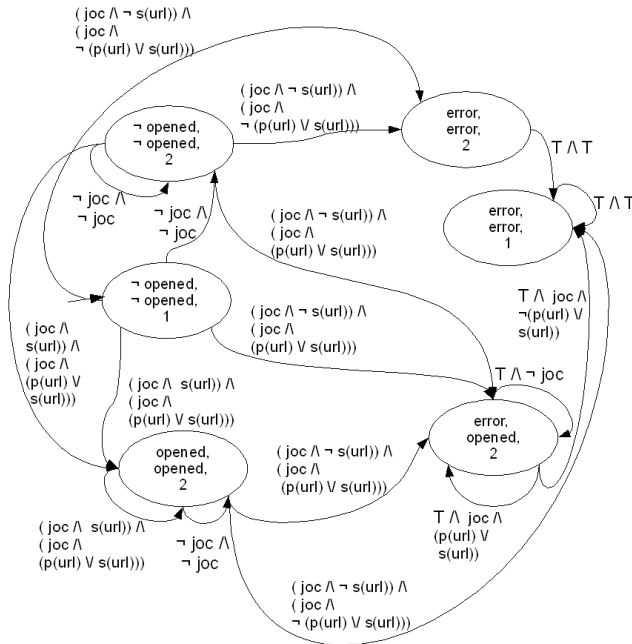 ( joc /\ ¬ s(url)) /\
( joc /\
¬ (p(url) \/ s(url)))
( joc /\ ¬ s(url)) /\
( joc /\
¬ (p(url) \/ s(url)))
¬ opened,
¬ opened,
2
error,
error,
2
T /\ T
¬ joc /\
¬ joc
¬ joc /\
¬ joc
( joc /\ ¬ s(url)) /\
( joc /\
(p(url) \/ s(url)))
error,
error,
1
T /\ T
¬ opened,
¬ opened,
1
( joc /\
s(url)) /\
( joc /\
(p(url) \/
s(url)))
( joc /\ ¬ s(url)) /\
( joc /\
(p(url) \/ s(url)))
T /\ joc /\
¬(p(url) \/
s(url))
T /\ ¬ joc
( joc /\ s(url)) /\
( joc /\
(p(url) \/ s(url)))
error,
opened,
2
opened,
opened,
2
( joc /\ ¬ s(url)) /\
( joc /\
(p(url) \/ s(url)))
T /\ joc /\
(p(url) \/
s(url))
( joc /\ s(url)) /\
( joc /\
(p(url) \/ s(url)))
¬ joc /\
¬ joc
( joc /\ ¬ s(url)) /\
( joc /\
¬ (p(url) \/ s(url)))